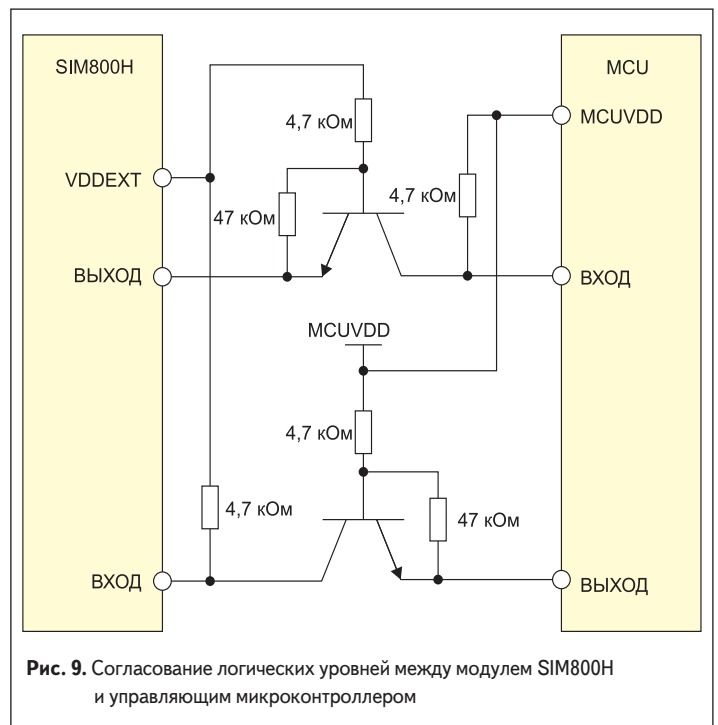 SIM800H
MCU
4,7 кОм
MCUVDD
VDDEXT
47 кОм
4,7 кОм
ВЫХОД
ВХОД
MCUVDD
4,7 кОм
4,7 кОм
47 кОм
ВХОД
ВЫХОД
Рис. 9. Согласование логических уровней между модулем SIM800H
и управляющим микроконтроллером